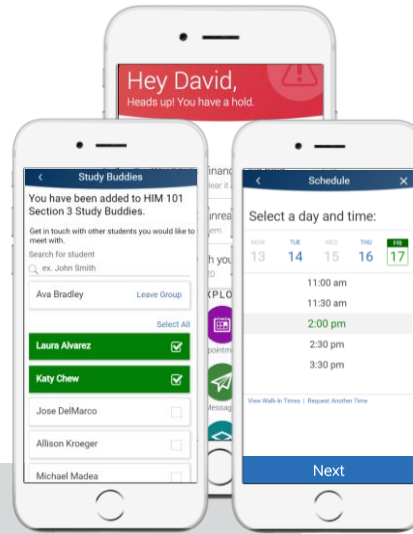 Hey David,
Heads up! You have a hold.
Study Buddies
You have been added to HIM 101
Section 3 Study Buddies.
Get in touch with other students you would like to
meet with.
Search for student
ex. John Smith
Ava Bradley
Leave Group
Select All
Laura Alvarez
Katy Chew
Jose DelMarco
Allison Kroeger
Michael Madea
Schedule
Select a day and time:
MON TUE WED THU FRI
13 14 15 16 17
11:00 am
11:30 am
2:00 pm
2:30 pm
3:30 pm
View Walk-In Times | Request Another Time
Next